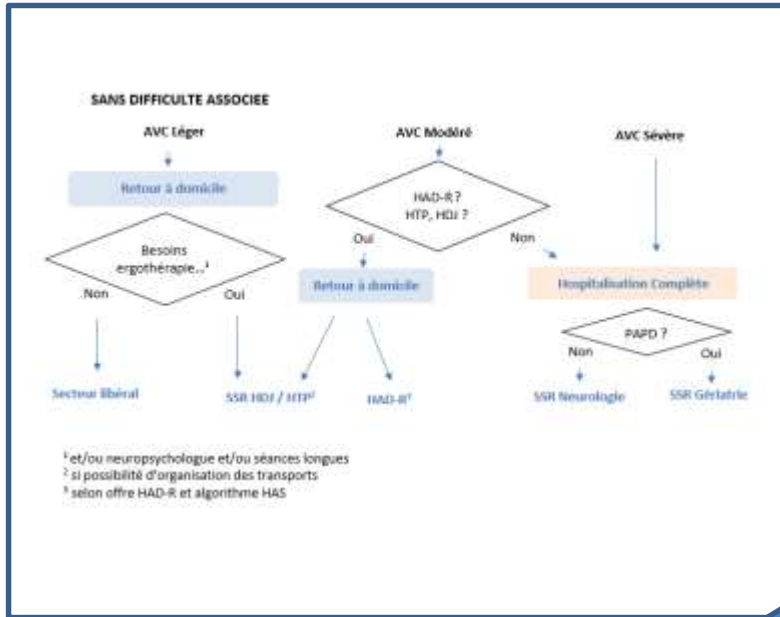 SANS DIFFICULTE ASSOCIEE
AVC Léger
AVC Modéré
AVC Sévère
Retour à domicile
HAD-R ?
HTP, HDJ ?
Besoins
ergothérapie...¹
Oui
Non
Non
Oui
Retour à domicile
Hospitalisation Complète
PAPD ?
Non
Oui
Secteur libéral
SSR HDJ / HTP²
HAD-R³
SSR Neurologie
SSR Gériatrie
¹ et/ou neuropsychologue et/ou séances longues
² si possibilité d'organisation des transports
³ selon offre HAD-R et algorithme HAS